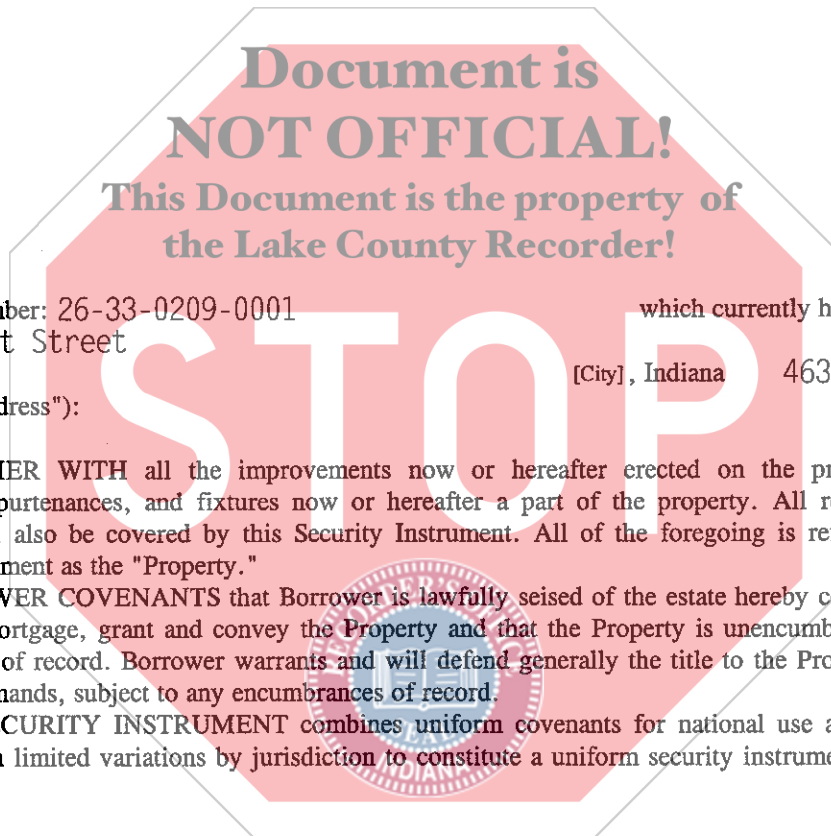 Document is
NOT OFFICIAL!
This Document is the property of
the Lake County Recorder!
ber: 26-33-0209-0001 which currently h
t Street
[City], Indiana 463
dress"):
STOP
IER WITH all the improvements now or hereafter erected on the pr
purtenances, and fixtures now or hereafter a part of the property. All r
also be covered by this Security Instrument. All of the foregoing is re
ment as the "Property."
WER COVENANTS that Borrower is lawfully seised of the estate hereby c
ortgage, grant and convey the Property and that the Property is unencumb
of record. Borrower warrants and will defend generally the title to the Pro
nands, subject to any encumbrances of record.
CURITY INSTRUMENT combines uniform covenants for national use a
limited variations by jurisdiction to constitute a uniform security instrume
SEAL
INDIANA